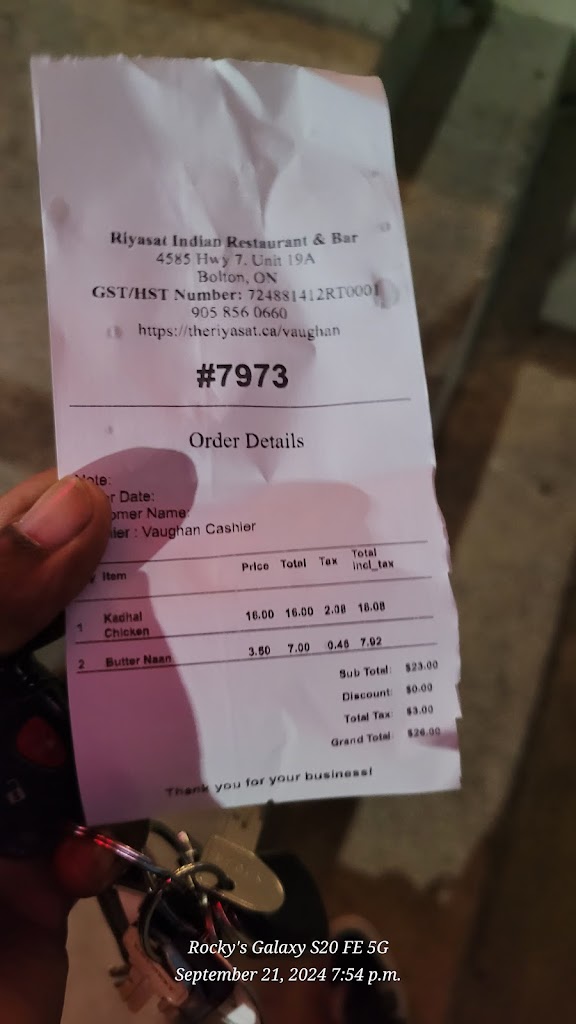 Riyasat Indian Restaurant & Bar
4585 Hwy 7. Unit 19A
Bolton, ON
GST/HST Number: 724881412RT0001
905 856 0660
https://theriyasat.ca/vaughan
#7973
Order Details
Note:
r Date:
omer Name:
ier : Vaughan Cashier
Item Price Total Tax Total incl_tax
1 Kadhai Chicken 16.00 16.00 2.08 18.08
2 Butter Naan 3.50 7.00 0.46 7.92
Sub Total: $23.00
Discount: $0.00
Total Tax: $3.00
Grand Total: $26.00
Thank you for your business!
Rocky's Galaxy S20 FE 5G
September 21, 2024 7:54 p.m.